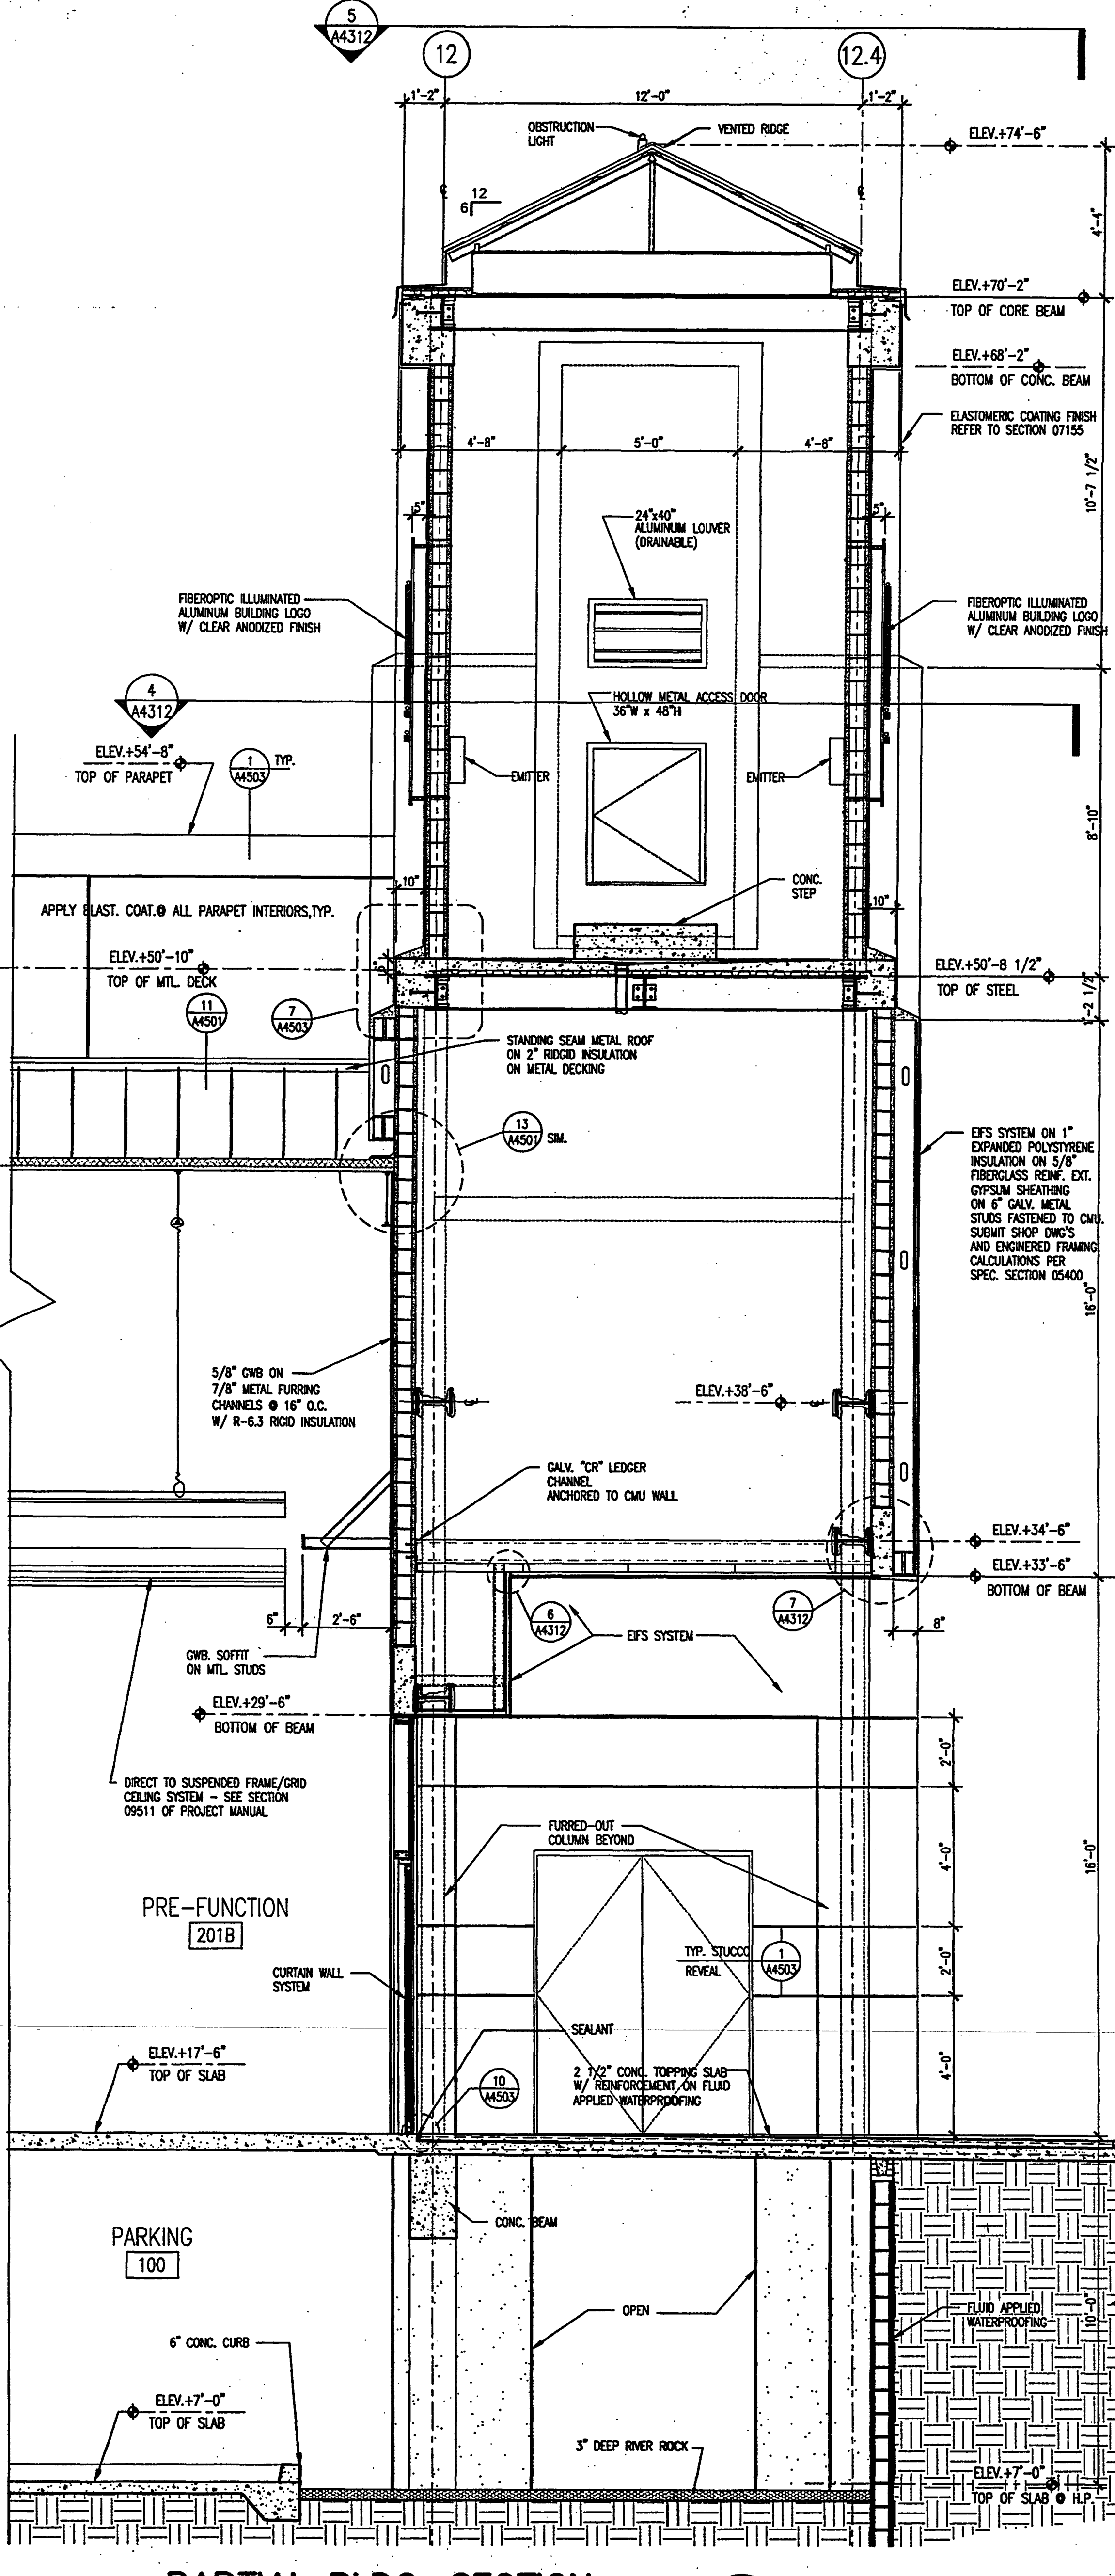 5
A4312
12
12.4
1'-2"
12'-0"
1'-2"
OBSTRUCTION
LIGHT
VENTED RIDGE
ELEV.+74'-6"
12
6
4'-4"
ELEV.+70'-2"
TOP OF CORE BEAM
ELEV.+68'-2"
BOTTOM OF CONC. BEAM
ELASTOMERIC COATING FINISH
REFER TO SECTION 07155
4'-8"
5'-0"
4'-8"
10'-7 1/2"
5"
24"x40"
ALUMINUM LOUVER
(DRAINABLE)
5"
FIBEROPTIC ILLUMINATED
ALUMINUM BUILDING LOGO
W/ CLEAR ANODIZED FINISH
FIBEROPTIC ILLUMINATED
ALUMINUM BUILDING LOGO
W/ CLEAR ANODIZED FINISH
4
A4312
HOLLOW METAL ACCESS DOOR
36"W x 48"H
ELEV.+54'-8"
TOP OF PARAPET
1
A4503
TYP.
EMITTER
EMITTER
8'-10"
10"
CONC.
STEP
10"
APPLY ELAST. COAT.@ ALL PARAPET INTERIORS,TYP.
ELEV.+50'-10"
TOP OF MTL. DECK
ELEV.+50'-8 1/2"
TOP OF STEEL
11
A4501
7
A4503
1'-2 1/2"
STANDING SEAM METAL ROOF
ON 2" RIDGID INSULATION
ON METAL DECKING
13
A4501
SIM.
EIFS SYSTEM ON 1"
EXPANDED POLYSTYRENE
INSULATION ON 5/8"
FIBERGLASS REINF. EXT.
GYPSUM SHEATHING
ON 6" GALV. METAL
STUDS FASTENED TO CMU.
SUBMIT SHOP DWG'S
AND ENGINERED FRAMING
CALCULATIONS PER
SPEC. SECTION 05400
16'-0"
5/8" GWB ON
7/8" METAL FURRING
CHANNELS @ 16" O.C.
W/ R-6.3 RIGID INSULATION
ELEV.+38'-6"
GALV. "CR" LEDGER
CHANNEL
ANCHORED TO CMU WALL
ELEV.+34'-6"
ELEV.+33'-6"
BOTTOM OF BEAM
6"
2'-6"
6
A4312
7
A4312
8"
EIFS SYSTEM
GWB. SOFFIT
ON MTL. STUDS
ELEV.+29'-6"
BOTTOM OF BEAM
2'-0"
DIRECT TO SUSPENDED FRAME/GRID
CEILING SYSTEM - SEE SECTION
09511 OF PROJECT MANUAL
FURRED-OUT
COLUMN BEYOND
4'-0"
16'-0"
PRE-FUNCTION
201B
TYP. STUCCO
REVEAL
1
A4503
2'-0"
CURTAIN WALL
SYSTEM
SEALANT
ELEV.+17'-6"
TOP OF SLAB
10
A4503
2 1/2" CONC. TOPPING SLAB
W/ REINFORCEMENT ON FLUID
APPLIED WATERPROOFING
4'-0"
CONC. BEAM
PARKING
100
OPEN
FLUID APPLIED
WATERPROOFING
10'-0"
6" CONC. CURB
ELEV.+7'-0"
TOP OF SLAB
3" DEEP RIVER ROCK
ELEV.+7'-0"
TOP OF SLAB @ H.P.